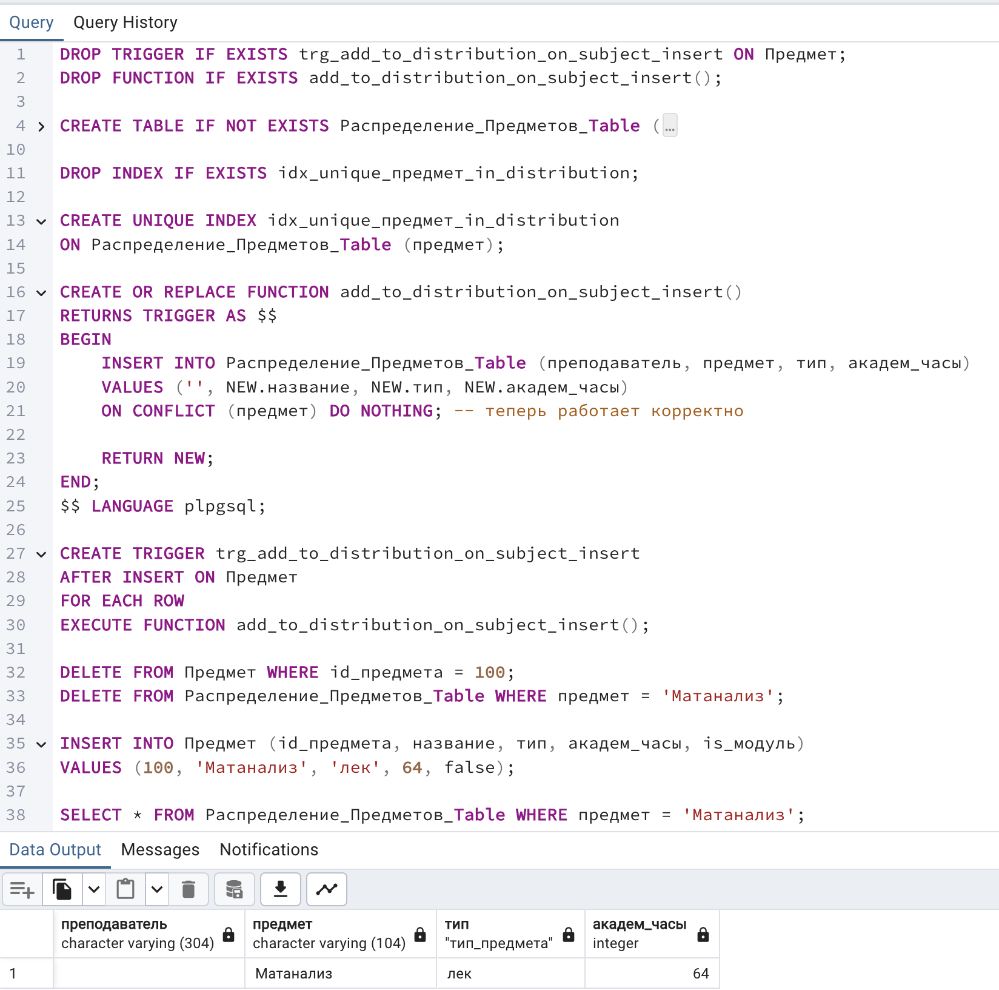 Query Query History
1 DROP TRIGGER IF EXISTS trg_add_to_distribution_on_subject_insert ON Предмет;
2 DROP FUNCTION IF EXISTS add_to_distribution_on_subject_insert();
3
4 CREATE TABLE IF NOT EXISTS Распределение_Предметов_Table (…
10
11 DROP INDEX IF EXISTS idx_unique_предмет_in_distribution;
12
13 CREATE UNIQUE INDEX idx_unique_предмет_in_distribution
14 ON Распределение_Предметов_Table (предмет);
15
16 CREATE OR REPLACE FUNCTION add_to_distribution_on_subject_insert()
17 RETURNS TRIGGER AS $$
18 BEGIN
19 INSERT INTO Распределение_Предметов_Table (преподаватель, предмет, тип, академ_часы)
20 VALUES ('', NEW.название, NEW.тип, NEW.академ_часы)
21 ON CONFLICT (предмет) DO NOTHING; -- теперь работает корректно
22
23 RETURN NEW;
24 END;
25 $$ LANGUAGE plpgsql;
26
27 CREATE TRIGGER trg_add_to_distribution_on_subject_insert
28 AFTER INSERT ON Предмет
29 FOR EACH ROW
30 EXECUTE FUNCTION add_to_distribution_on_subject_insert();
31
32 DELETE FROM Предмет WHERE id_предмета = 100;
33 DELETE FROM Распределение_Предметов_Table WHERE предмет = 'Матанализ';
34
35 INSERT INTO Предмет (id_предмета, название, тип, академ_часы, is_модуль)
36 VALUES (100, 'Матанализ', 'лек', 64, false);
37
38 SELECT * FROM Распределение_Предметов_Table WHERE предмет = 'Матанализ';
Data Output Messages Notifications
преподаватель предмет тип академ_часы
character varying (304) character varying (104) "тип_предмета" integer
1 Матанализ лек 64